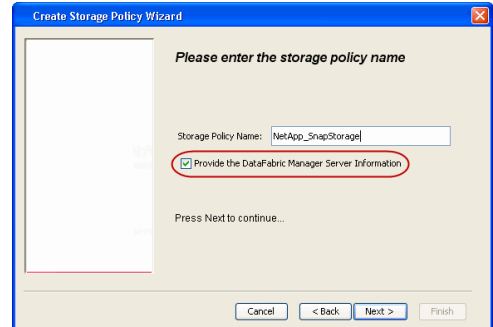 Create Storage Policy Wizard
Please enter the storage policy name
Storage Policy Name: NetApp_SnapStorage
Provide the DataFabric Manager Server Information
Press Next to continue...
Cancel < Back Next > Finish